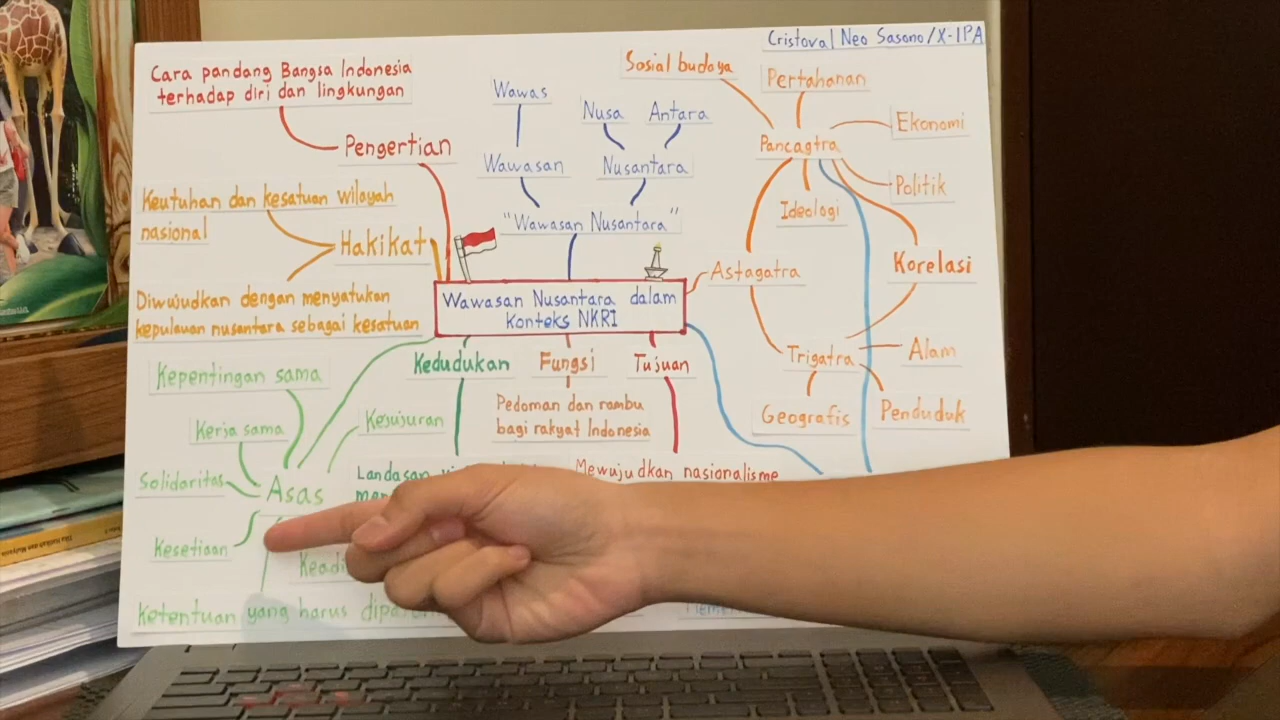 Cristoval Neo Sasono/X-IPA
Cara pandang Bangsa Indonesia
terhadap diri dan lingkungan
Pengertian
Keutuhan dan kesatuan wilayah
nasional
Hakikat
Diwujudkan dengan menyatukan
kepulauan nusantara sebagai kesatuan
Wawas
Nusa
Antara
Wawasan
Nusantara
"Wawasan Nusantara"
Wawasan Nusantara dalam
Konteks NKRI
Sosial budaya
Pertahanan
Ekonomi
Pancagtra
Politik
Ideologi
Korelasi
Astagatra
Trigatra
Alam
Geografis
Penduduk
Kedudukan
Fungsi
Tujuan
Pedoman dan rambu
bagi rakyat Indonesia
Landasan
Mewujudkan nasionalisme
Kepentingan sama
Kejujuran
Kerja sama
Solidaritas
Asas
Kesetiaan
Ketentuan yang harus